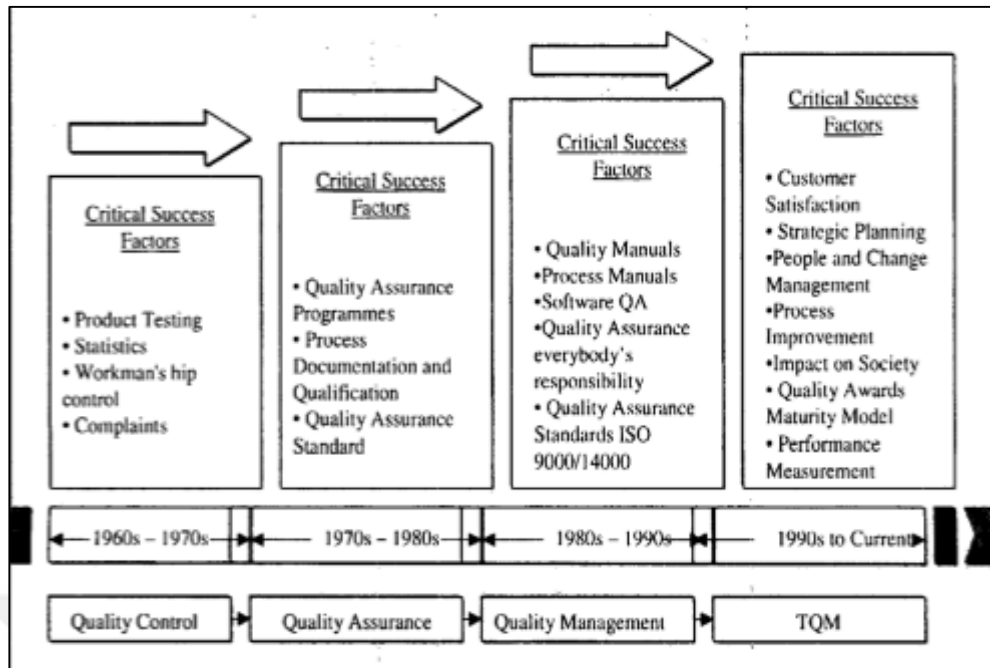 Critical Success
Factors
• Product Testing
• Statistics
• Workman's hip
control
• Complaints
Critical Success
Factors
• Quality Assurance
Programmes
• Process
Documentation and
Qualification
• Quality Assurance
Standard
Critical Success
Factors
• Quality Manuals
•Process Manuals
•Software QA
•Quality Assurance
everybody's
responsibility
• Quality Assurance
Standards ISO
9000/14000
Critical Success
Factors
• Customer
Satisfaction
• Strategic Planning
•People and Change
Management
•Process
Improvement
•Impact on Society
• Quality Awards
Maturity Model
• Performance
Measurement
1960s – 1970s
1970s – 1980s
1980s – 1990s
1990s to Current
Quality Control
Quality Assurance
Quality Management
TQM